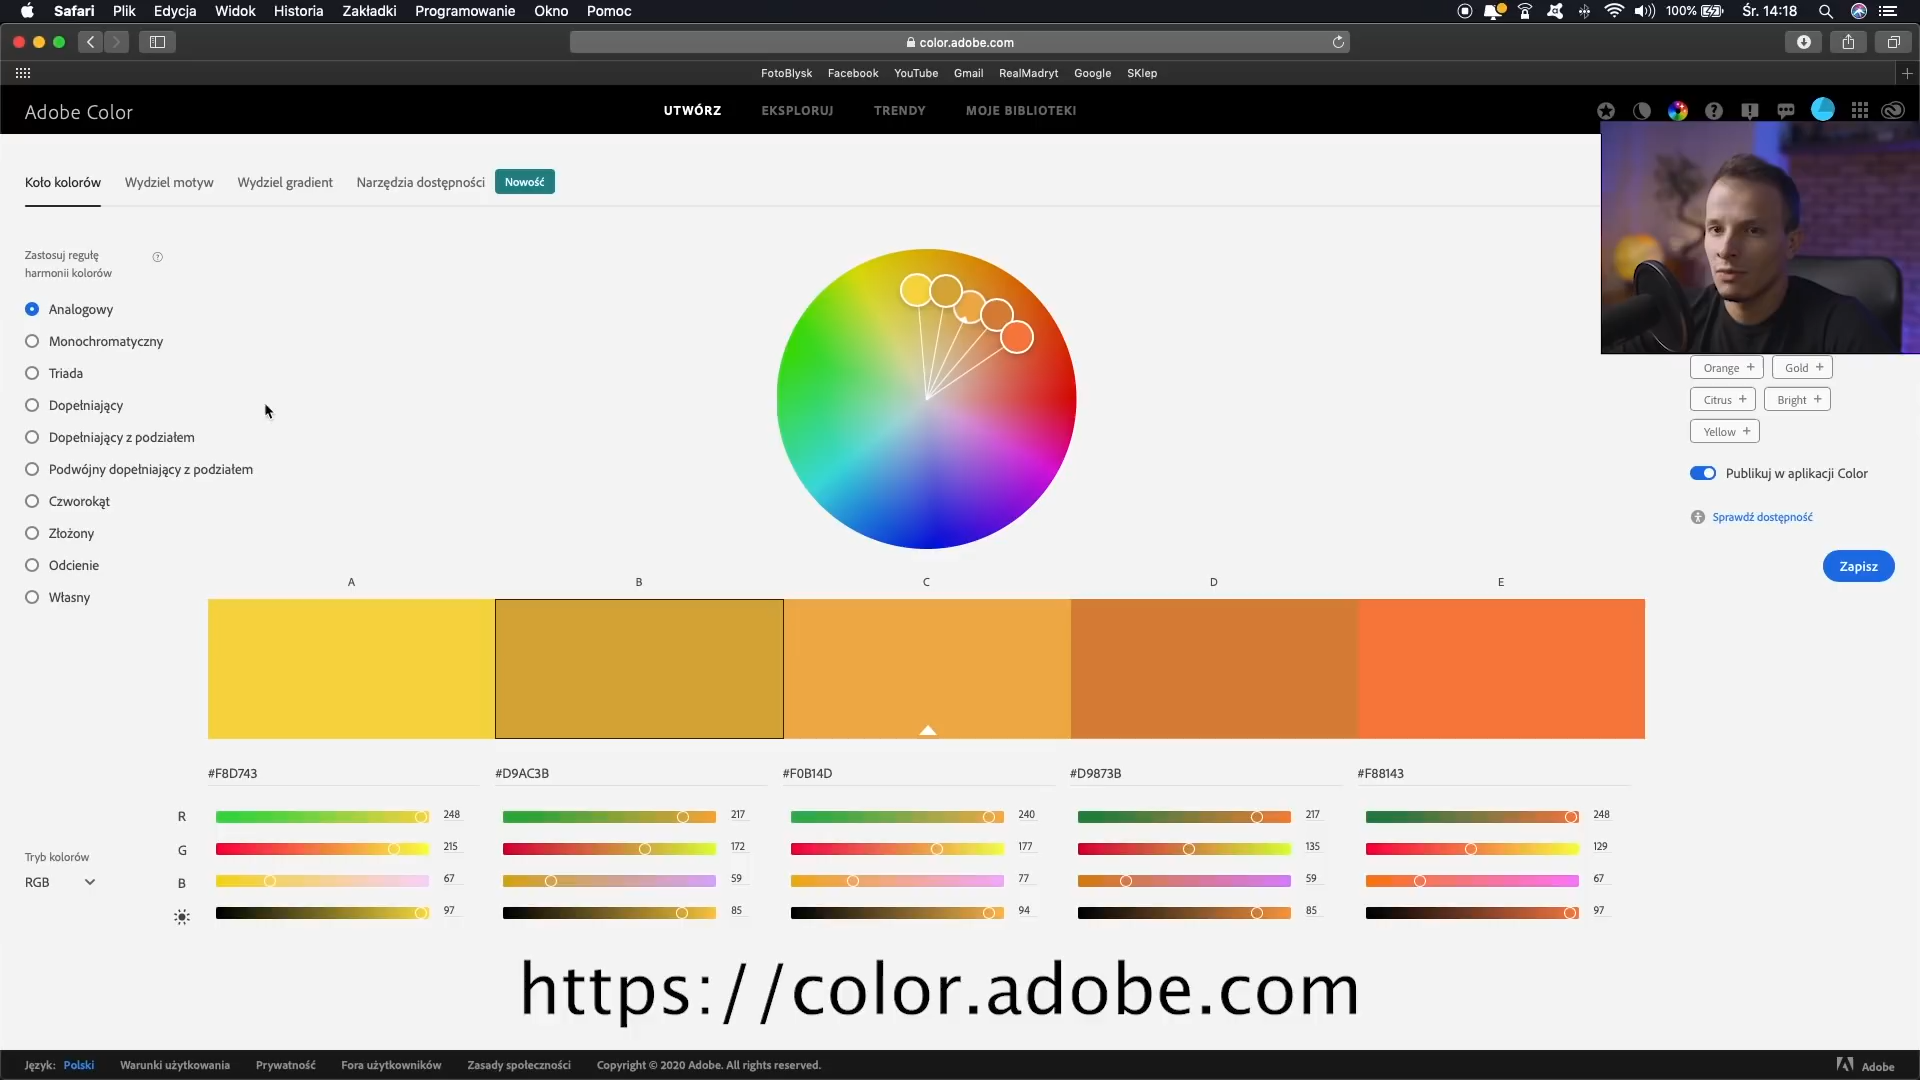 Safari Plik Edycja Widok Historia Zakładki Programowanie Okno Pomoc 100% Śr. 14:18
color.adobe.com
FotoBlysk Facebook YouTube Gmail RealMadryt Google SKlep
Adobe Color UTWÓRZ EKSPLORUJ TRENDY MOJE BIBLIOTEKI
Koło kolorów Wydziel motyw Wydziel gradient Narzędzia dostępności Nowość
Zastosuj regułę
harmonii kolorów
Analogowy
Monochromatyczny
Triada
Dopełniający
Dopełniający z podziałem
Podwójny dopełniający z podziałem
Czworokąt
Złożony
Odcienie
Własny
Orange + Gold +
Citrus + Bright +
Yellow +
Publikuj w aplikacji Color
Sprawdź dostępność
Zapisz
A B C D E
#F8D743 #D9AC3B #F0B14D #D9873B #F88143
R 248 217 240 217 248
G 215 172 177 135 129
B 67 59 77 59 67
97 85 94 85 97
Tryb kolorów
RGB
https://color.adobe.com
Język: Polski Warunki użytkowania Prywatność Fora użytkowników Zasady społeczności Copyright © 2020 Adobe. All rights reserved. Adobe